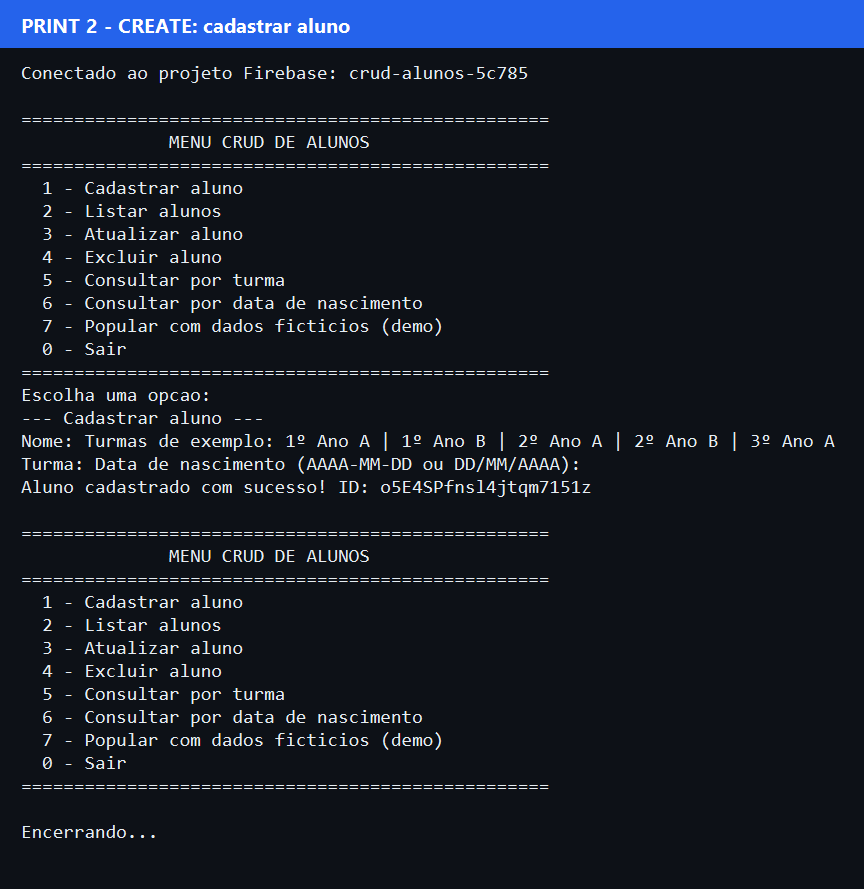 PRINT 2 - CREATE: cadastrar aluno
Conectado ao projeto Firebase: crud-alunos-5c785
==================================================
MENU CRUD DE ALUNOS
==================================================
1 - Cadastrar aluno
2 - Listar alunos
3 - Atualizar aluno
4 - Excluir aluno
5 - Consultar por turma
6 - Consultar por data de nascimento
7 - Popular com dados ficticios (demo)
0 - Sair
==================================================
Escolha uma opcao:
--- Cadastrar aluno ---
Nome: Turmas de exemplo: 1º Ano A | 1º Ano B | 2º Ano A | 2º Ano B | 3º Ano A
Turma: Data de nascimento (AAAA-MM-DD ou DD/MM/AAAA):
Aluno cadastrado com sucesso! ID: o5E4SPfnsl4jtqm7151z
==================================================
MENU CRUD DE ALUNOS
==================================================
1 - Cadastrar aluno
2 - Listar alunos
3 - Atualizar aluno
4 - Excluir aluno
5 - Consultar por turma
6 - Consultar por data de nascimento
7 - Popular com dados ficticios (demo)
0 - Sair
==================================================
Encerrando...